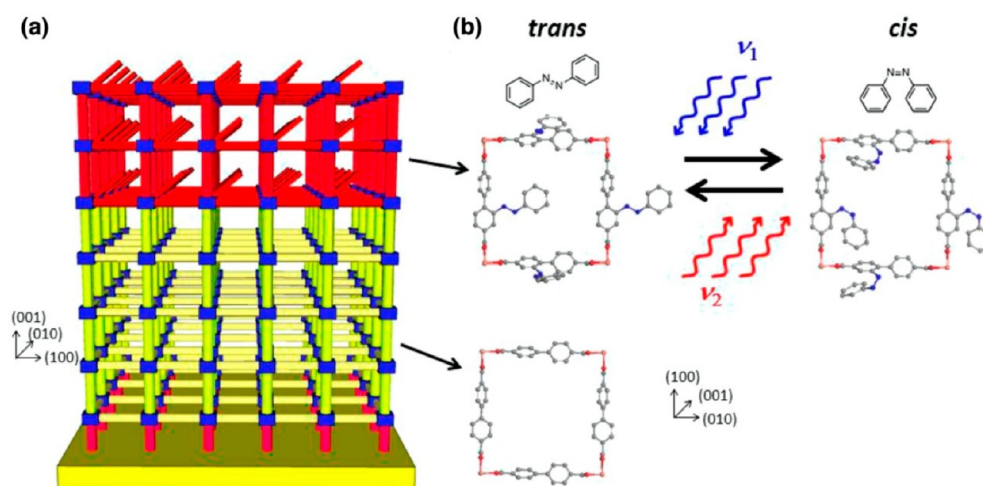 (a)
(001)
(010)
(100)
(b)
trans
N
N
ν1
cis
N=N
ν2
(100)
(001)
(010)